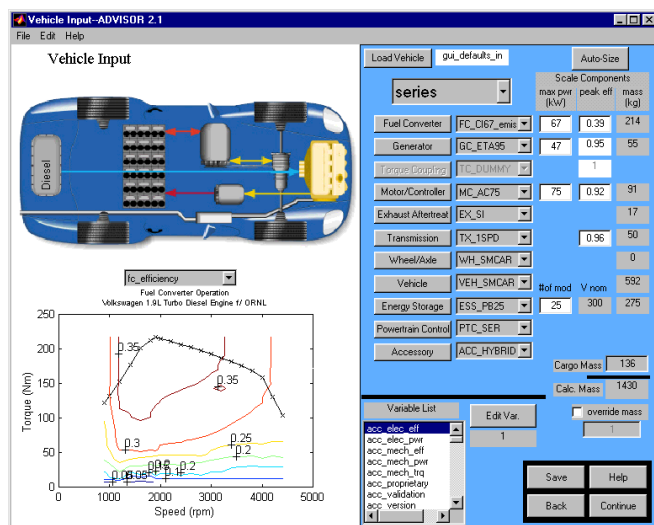 Vehicle Input--ADVISOR 2.1
File Edit Help
Vehicle Input
Load Vehicle gui_defaults_in Auto-Size
series
Scale Components
max pwr (kW) peak eff mass (kg)
Fuel Converter FC_CI67_emis 67 0.39 214
Generator GC_ETA95 47 0.95 55
Torque Coupling TC_DUMMY 1
Motor/Controller MC_AC75 75 0.92 91
Exhaust Aftertreat EX_SI 17
Transmission TX_1SPD 0.96 50
Wheel/Axle WH_SMCAR 0
Vehicle VEH_SMCAR 592
#of mod V nom
Energy Storage ESS_PB25 25 300 275
Powertrain Control PTC_SER
Accessory ACC_HYBRID
Cargo Mass 136
Calc. Mass 1430
override mass
1
Variable List
Edit Var.
1
acc_elec_eff
acc_elec_pwr
acc_mech_eff
acc_mech_pwr
acc_mech_trq
acc_proprietary
acc_validation
acc_version
Save Help
Back Continue
Diesel
fc_efficiency
Fuel Converter Operation
Volkswagen 1.9L Turbo Diesel Engine f/ ORNL
Torque (Nm)
250
200
150
100
50
0
0.35
0.35
0.3
0.25
0.2
0.2
0.05
0.05
0 1000 2000 3000 4000 5000
Speed (rpm)